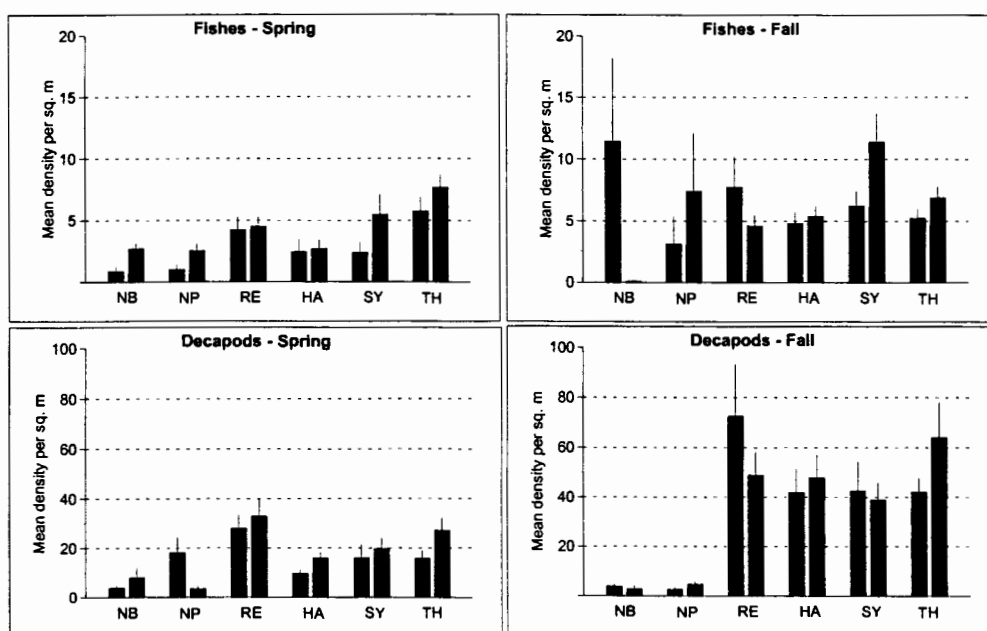 Fishes - Spring
Mean density per sq. m
20
15
10
5
NB NP RE HA SY TH
Fishes - Fall
Mean density per sq. m
20
15
10
5
0
NB NP RE HA SY TH
Decapods - Spring
Mean density per sq. m
100
80
60
40
20
0
NB NP RE HA SY TH
Decapods - Fall
Mean density per sq. m
100
80
60
40
20
NB NP RE HA SY TH